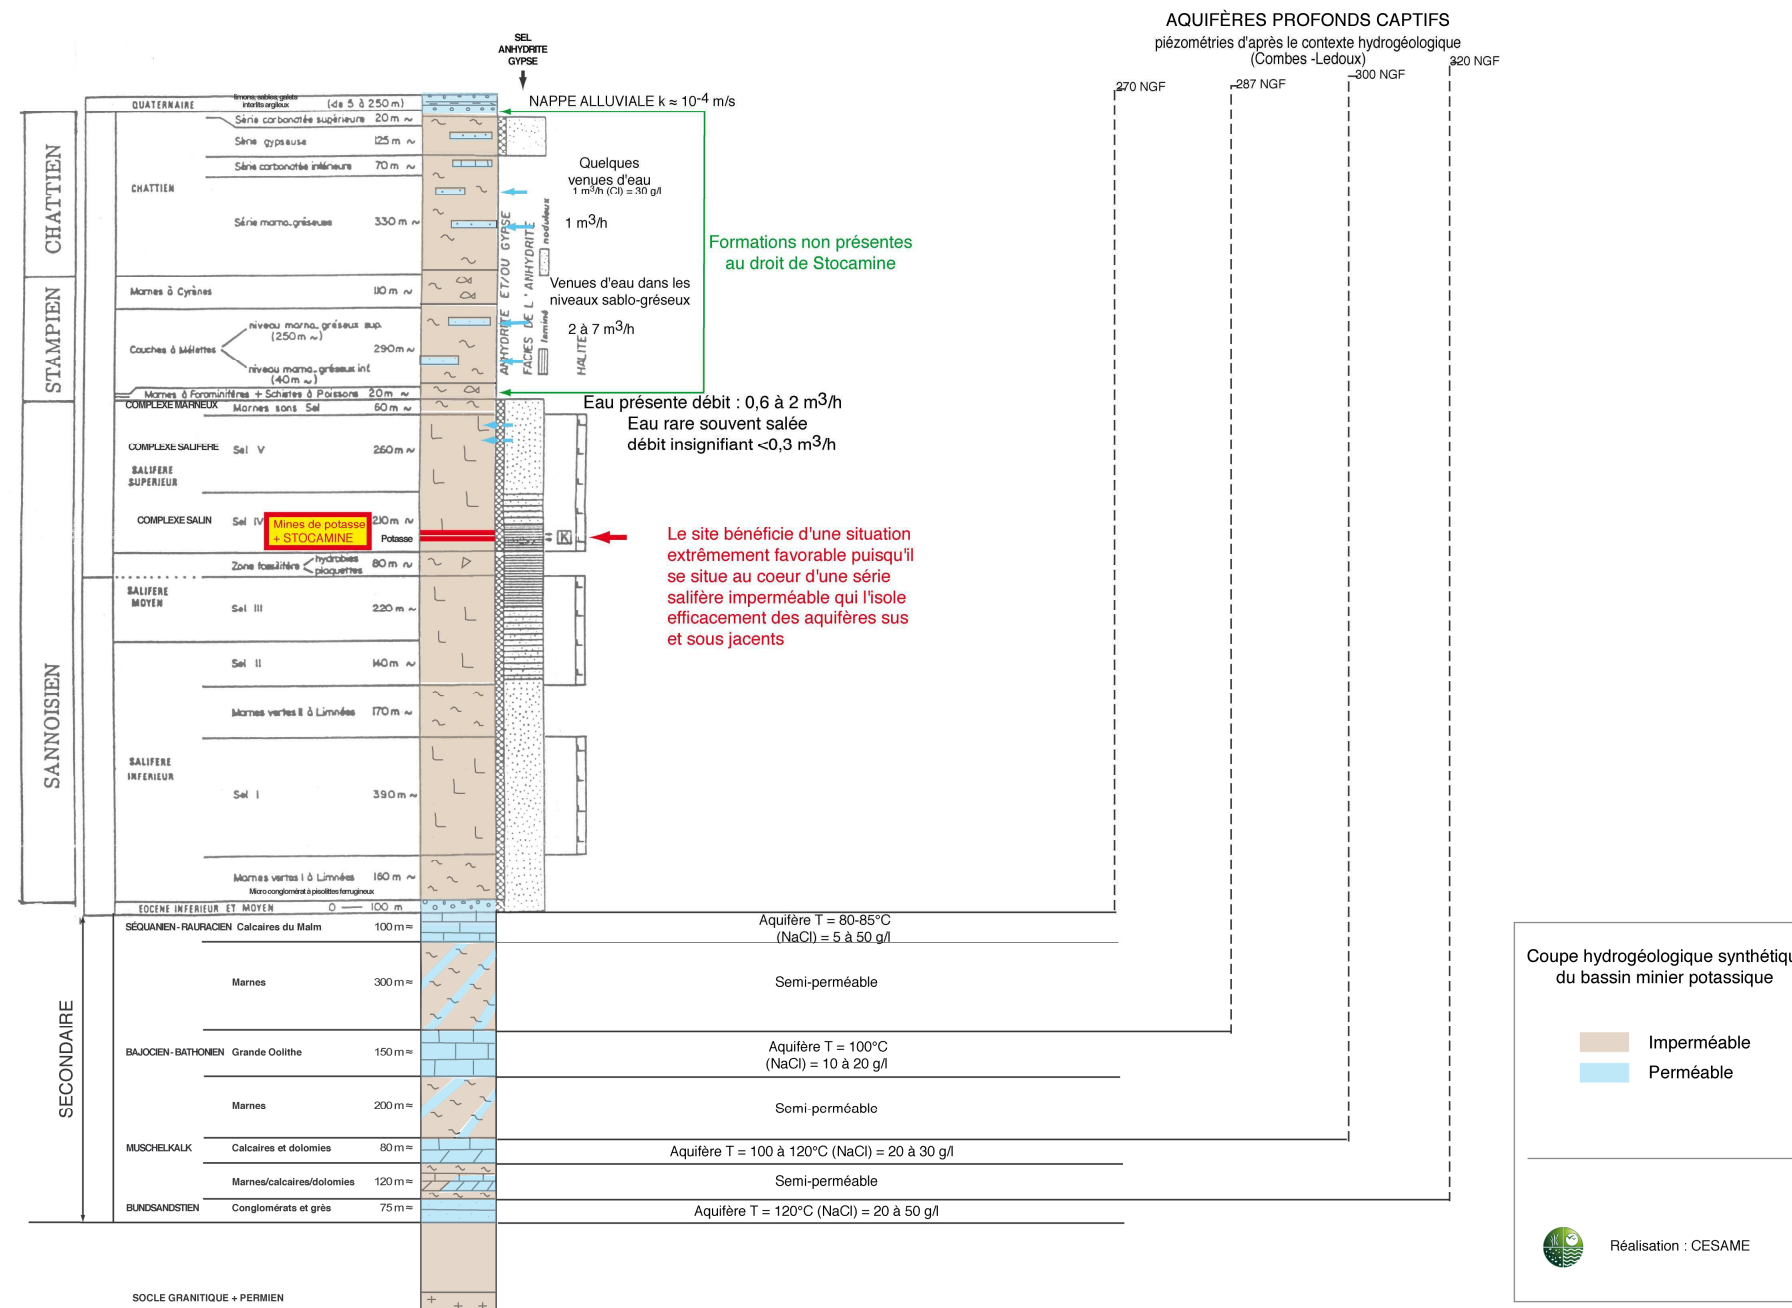 AQUIFÈRES PROFONDS CAPTIFS
piézométries d'après le contexte hydrogéologique
(Combes -Ledoux)
270 NGF
287 NGF
300 NGF
320 NGF
SEL
ANHYDRITE
GYPSE
QUATERNAIRE
limons, sables, galets
interlits argileux
(de 5 à 250 m)
NAPPE ALLUVIALE k ≈ 10-4 m/s
CHATTIEN
CHATTIEN
Série carbonatée supérieure 20 m ~
Série gypseuse 125 m ~
Série carbonatée inférieure 70 m ~
Série marno-gréseuse 330 m ~
Quelques
venues d'eau
1 m3/h (Cl) = 30 g/l
1 m3/h
Formations non présentes
au droit de Stocamine
ANHYDRITE ET/OU GYPSE
FACIES DE L'ANHYDRITE
laminé
noduleux
HALITE
STAMPIEN
Marnes à Cyrènes 110 m ~
Venues d'eau dans les
niveaux sablo-gréseux
2 à 7 m3/h
Couches à Mélettes 290 m ~
niveau marno-gréseux sup.
(250 m ~)
niveau marno-gréseux inf.
(40 m ~)
Marnes à Foraminifères + Schistes à Poissons 20 m ~
SANNOISIEN
COMPLEXE MARNEUX Marnes sans Sel 60 m ~
Eau présente débit : 0,6 à 2 m3/h
Eau rare souvent salée
débit insignifiant <0,3 m3/h
COMPLEXE SALIFERE Sel V 260 m ~
SALIFERE
SUPERIEUR
COMPLEXE SALIN Sel IV 210 m ~
Mines de potasse
+ STOCAMINE
Potasse
K
Le site bénéficie d'une situation
extrêmement favorable puisqu'il
se situe au coeur d'une série
salifère imperméable qui l'isole
efficacement des aquifères sus
et sous jacents
Zone fossilifère hydrobies
plaquettes 80 m ~
SALIFERE
MOYEN
Sel III 220 m ~
Sel II 140 m ~
Marnes vertes II à Limnées 170 m ~
SALIFERE
INFERIEUR
Sel I 390 m ~
Marnes vertes I à Limnées 160 m ~
Micro conglomérat à pisolittes ferrugineux
EOCENE INFERIEUR ET MOYEN 0 — 100 m
SECONDAIRE
SÉQUANIEN - RAURACIEN Calcaires du Malm 100 m ≈
Aquifère T = 80-85°C
(NaCl) = 5 à 50 g/l
Marnes 300 m ≈
Semi-perméable
BAJOCIEN - BATHONIEN Grande Oolithe 150 m ≈
Aquifère T = 100°C
(NaCl) = 10 à 20 g/l
Marnes 200 m ≈
Semi-perméable
MUSCHELKALK Calcaires et dolomies 80 m ≈
Aquifère T = 100 à 120°C (NaCl) = 20 à 30 g/l
Marnes/calcaires/dolomies 120 m ≈
Semi-perméable
BUNDSANDSTIEN Conglomérats et grès 75 m ≈
Aquifère T = 120°C (NaCl) = 20 à 50 g/l
SOCLE GRANITIQUE + PERMIEN
Coupe hydrogéologique synthétiqu
du bassin minier potassique
Imperméable
Perméable
Réalisation : CESAME